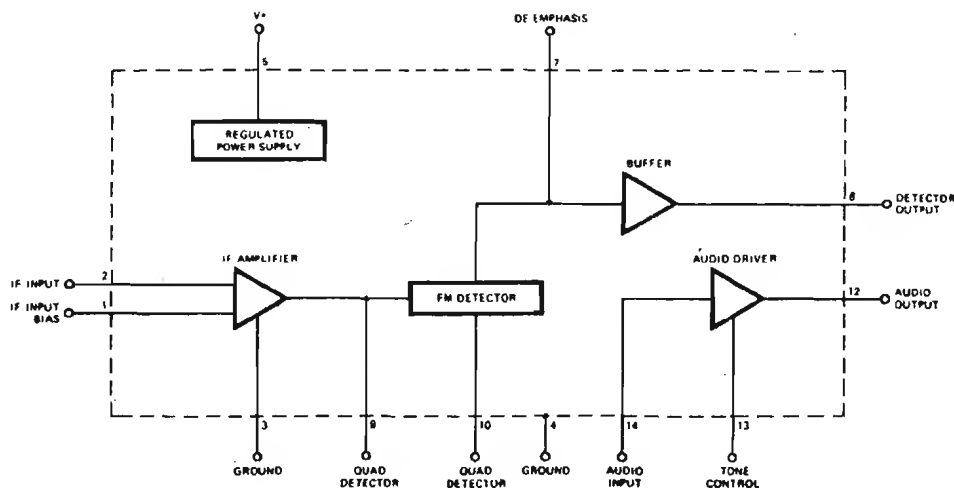 V+
DE EMPHASIS
5
7
REGULATED
POWER SUPPLY
BUFFER
8
DETECTOR
OUTPUT
IF AMPLIFIER
AUDIO DRIVER
IF INPUT
2
FM DETECTOR
12
AUDIO
OUTPUT
IF INPUT
BIAS
1
3
9
10
4
14
13
GROUND
QUAD
DETECTOR
QUAD
DETECTOR
GROUND
AUDIO
INPUT
TONE
CONTROL